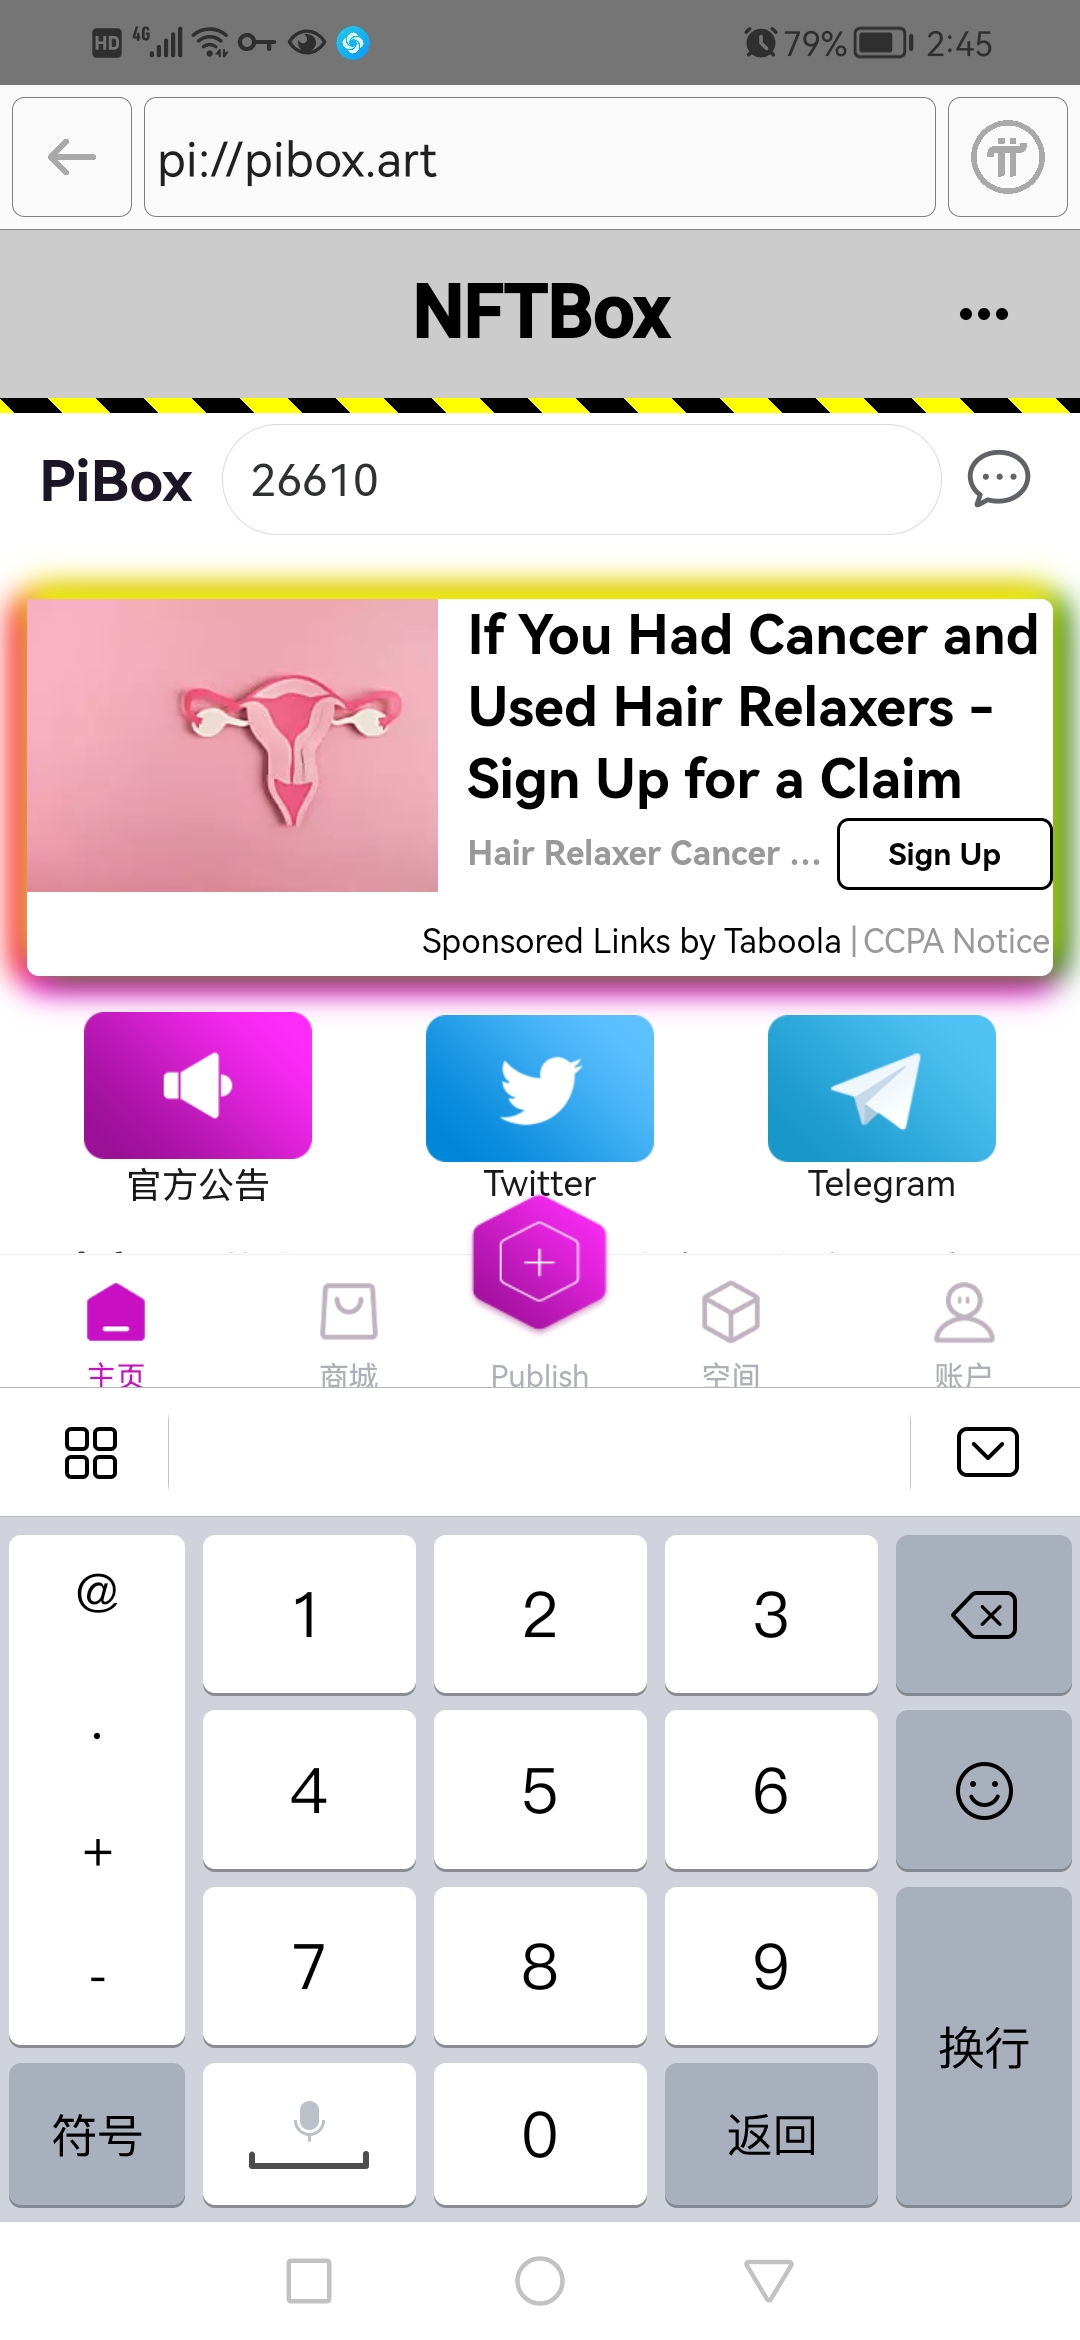 HD 4G 79% 2:45
pi://pibox.art
NFTBox
PiBox 26610
If You Had Cancer and
Used Hair Relaxers -
Sign Up for a Claim
Hair Relaxer Cancer ... Sign Up
Sponsored Links by Taboola | CCPA Notice
官方公告 Twitter Telegram
主页 商城 Publish 空间 账户
@ 1 2 3
. 4 5 6
+
- 7 8 9
换行
符号 0 返回